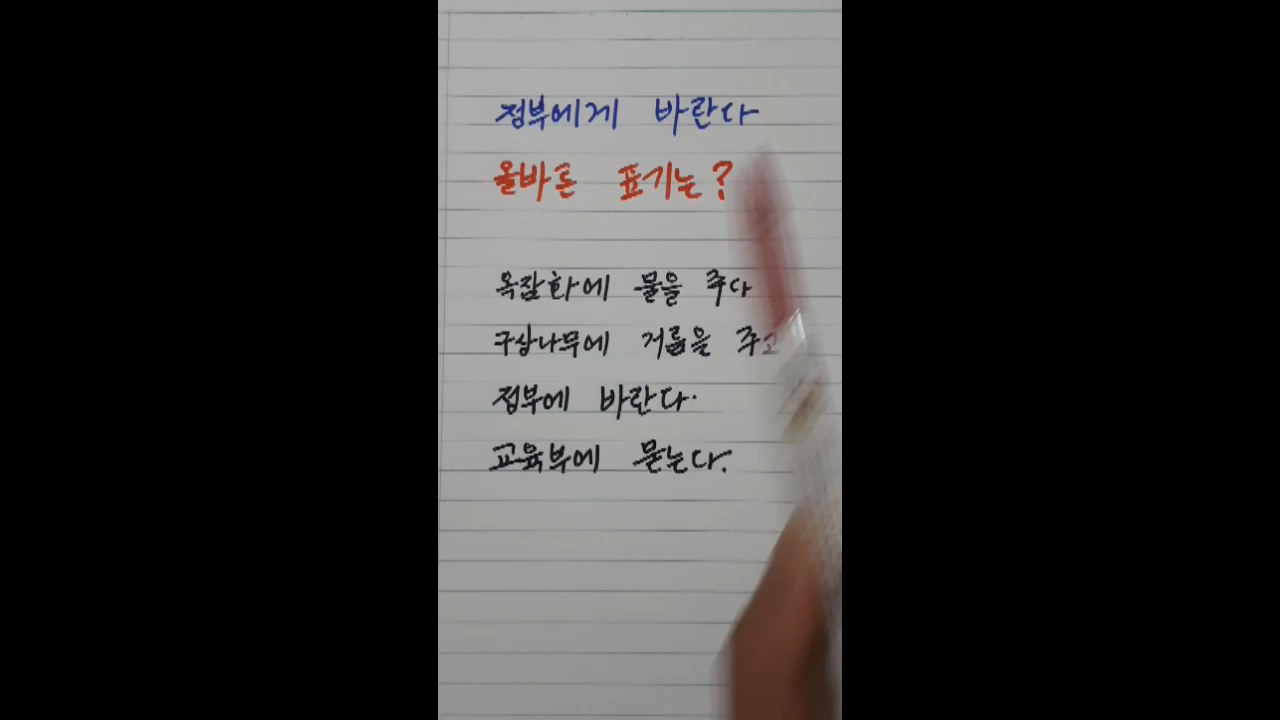 정부에게 바란다
올바른 표기는?
옥잠화에 물을 주다
구상나무에 거름을 주고
정부에 바란다.
교육부에 묻는다.